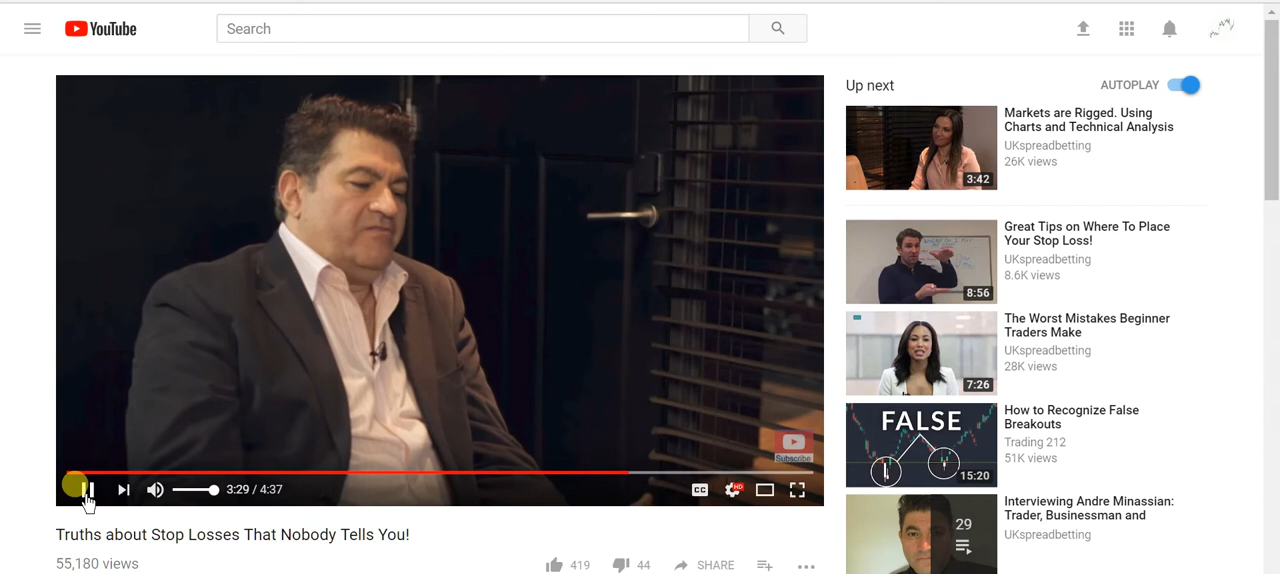 YouTube
Search
Up next
AUTOPLAY
Markets are Rigged. Using
Charts and Technical Analysis
UKspreadbetting
26K views
3:42
Great Tips on Where To Place
Your Stop Loss!
UKspreadbetting
8.6K views
8:56
The Worst Mistakes Beginner
Traders Make
UKspreadbetting
28K views
7:26
How to Recognize False
Breakouts
Trading 212
51K views
FALSE
15:20
Interviewing Andre Minassian:
Trader, Businessman and
UKspreadbetting
29
Subscribe
3:29 / 4:37
CC
HD
Truths about Stop Losses That Nobody Tells You!
55,180 views
419
44
SHARE